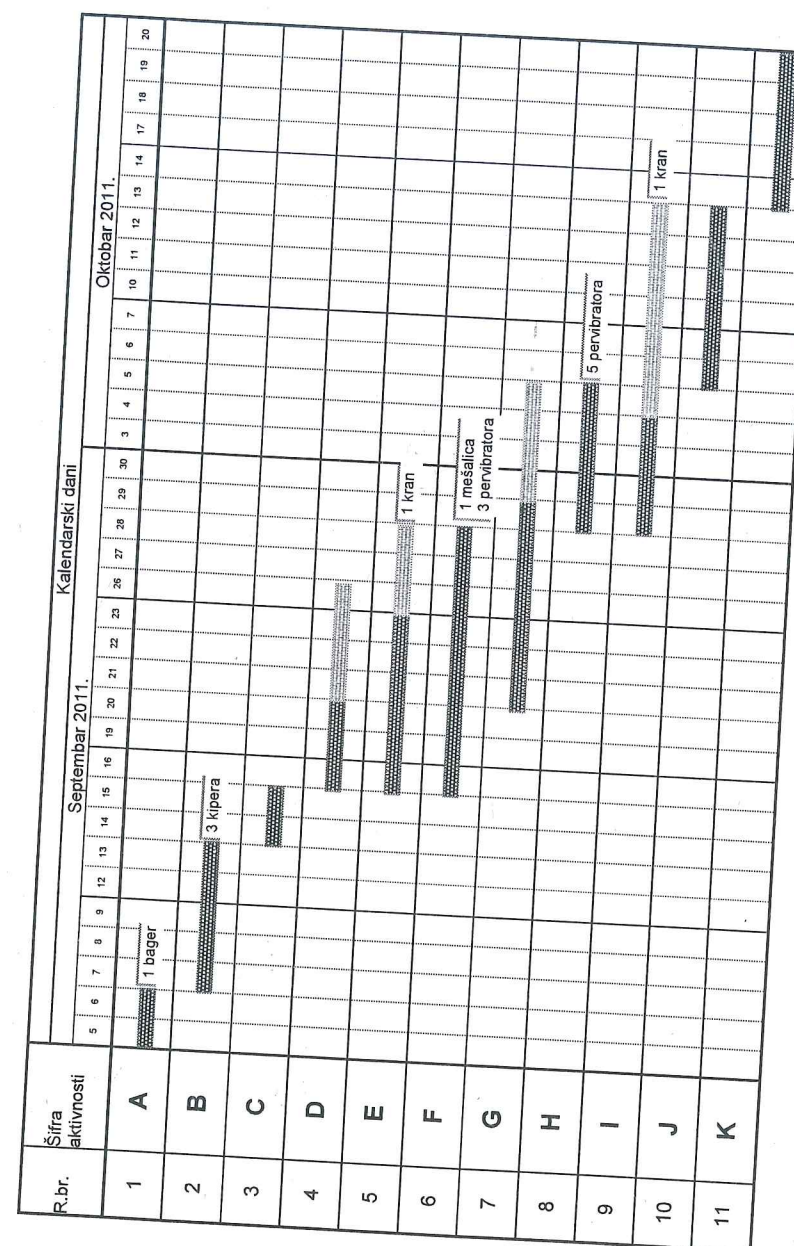 R.br.
Šifra
aktivnosti
Kalendarski dani
Septembar 2011.
Oktobar 2011.
5 6 7 8 9 12 13 14 15 16 19 20 21 22 23 26 27 28 29 30 3 4 5 6 7 10 11 12 13 14 17 18 19 20
1 A
1 bager
2 B
3 kipera
3 C
4 D
5 E
1 kran
6 F
1 mešalica
3 pervibratora
7 G
8 H
5 pervibratora
9 I
1 kran
10 J
11 K